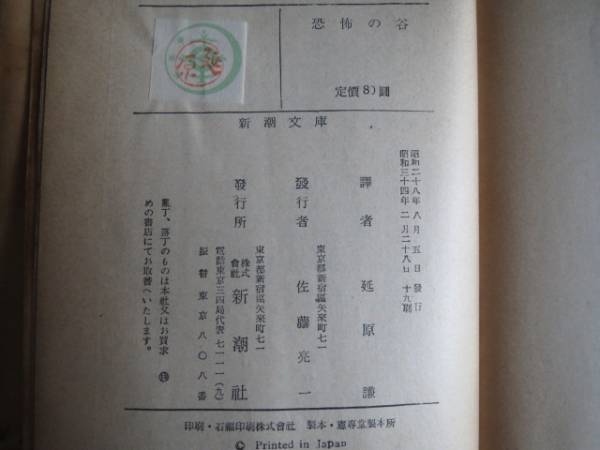 恐怖の谷
定價 80圓
新潮文庫
昭和二十八年八月五日 發行
昭和三十四年二月二十八日 十九刷
譯者 延原謙
東京都新宿區矢來町七一
發行者 佐藤亮一
東京都新宿區矢來町七一
發行所 株式會社 新潮社
電話東京三四局代表七一一一(九)
振替東京八〇八番
亂丁、落丁のものは本社又はお買求
めの書店にてお取替へいたします。
印刷・石橋印刷株式會社 製本・憲專堂製本所
© Printed in Japan